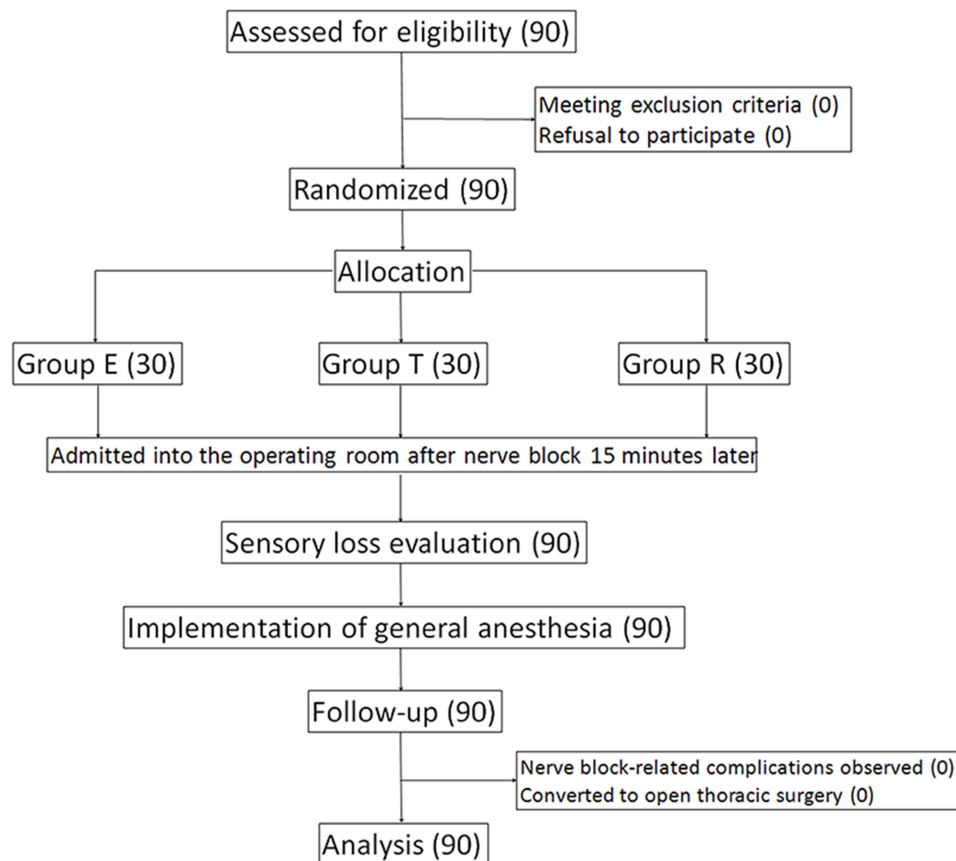 Assessed for eligibility (90)
Meeting exclusion criteria (0)
Refusal to participate (0)
Randomized (90)
Allocation
Group E (30)
Group T (30)
Group R (30)
Admitted into the operating room after nerve block 15 minutes later
Sensory loss evaluation (90)
Implementation of general anesthesia (90)
Follow-up (90)
Nerve block-related complications observed (0)
Converted to open thoracic surgery (0)
Analysis (90)